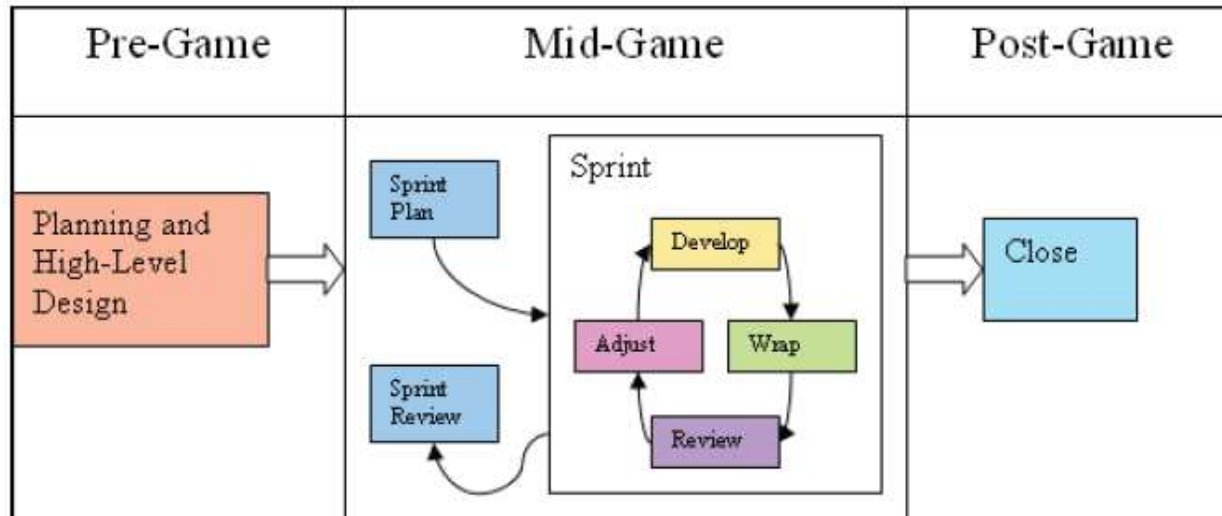 Pre-Game
Mid-Game
Post-Game
Planning and
High-Level
Design
Sprint
Plan
Sprint
Review
Sprint
Develop
Adjust
Wrap
Review
Close